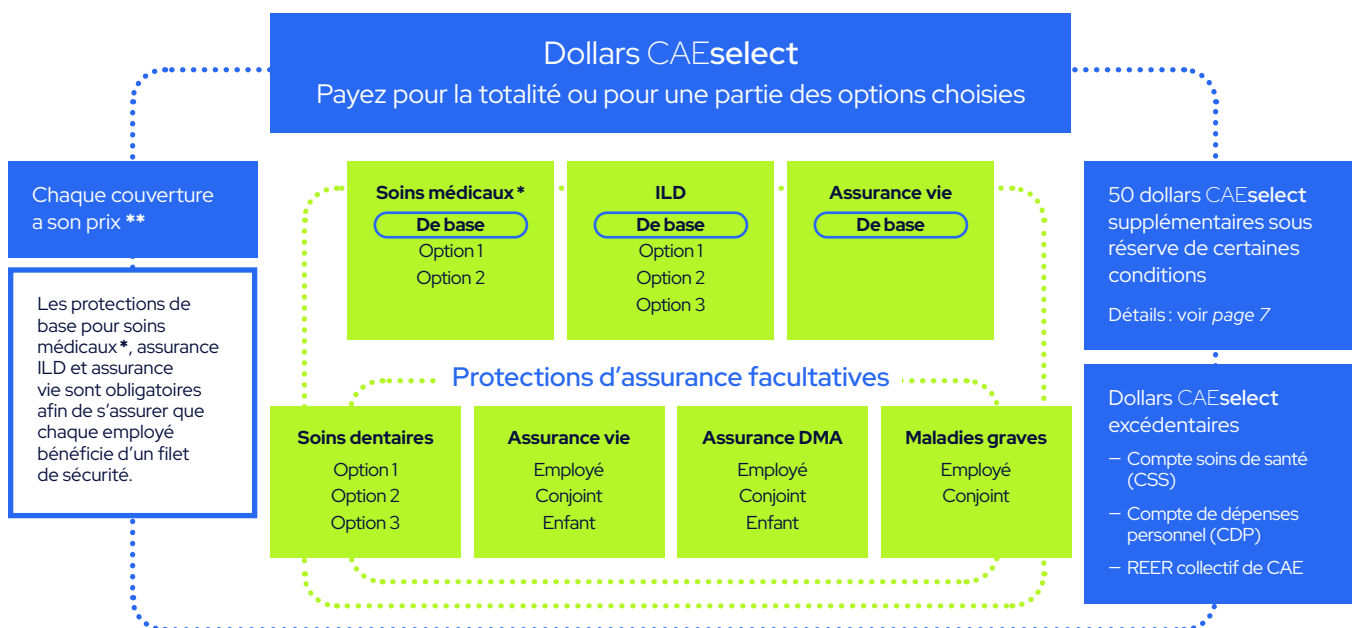 Dollars CAEselect
Payez pour la totalité ou pour une partie des options choisies
Chaque couverture
a son prix **
Les protections de
base pour soins
médicaux*, assurance
ILD et assurance
vie sont obligatoires
afin de s’assurer que
chaque employé
bénéficie d’un filet
de sécurité.
Soins médicaux*
De base
Option 1
Option 2
ILD
De base
Option 1
Option 2
Option 3
Assurance vie
De base
Protections d’assurance facultatives
Soins dentaires
Option 1
Option 2
Option 3
Assurance vie
Employé
Conjoint
Enfant
Assurance DMA
Employé
Conjoint
Enfant
Maladies graves
Employé
Conjoint
50 dollars CAEselect
supplémentaires sous
réserve de certaines
conditions
Détails : voir page 7
Dollars CAEselect
excédentaires
– Compte soins de santé
(CSS)
– Compte de dépenses
personnel (CDP)
– REER collectif de CAE